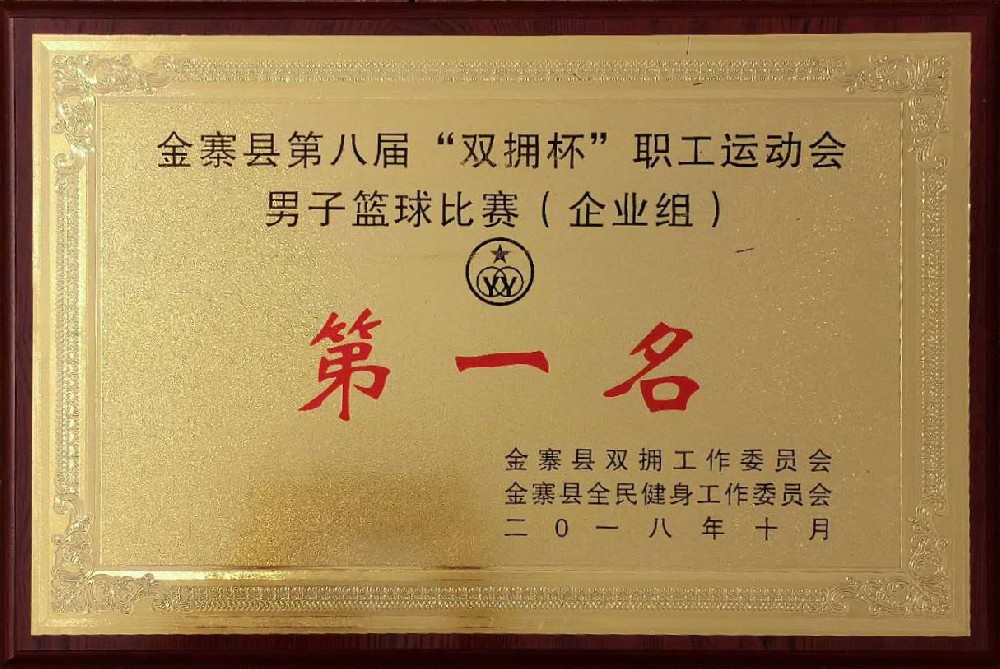 金寨县第八届“双拥杯”职工运动会
男子篮球比赛（企业组）
YY
第一名
金寨县双拥工作委员会
金寨县全民健身工作委员会
二０一八年十月